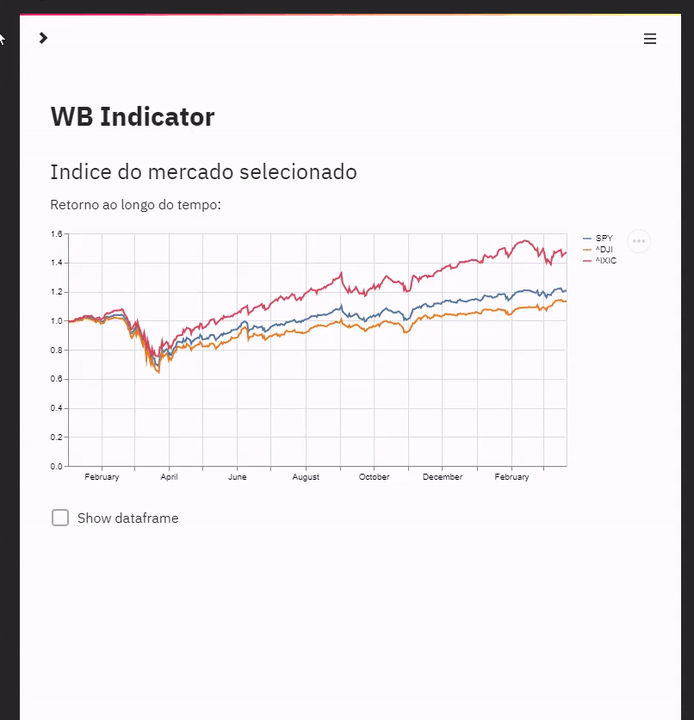 WB Indicator
Indice do mercado selecionado
Retorno ao longo do tempo:
1.6
1.4
1.2
1.0
0.8
0.6
0.4
0.2
0.0
February April June August October December February
SPY
^DJI
^IXIC
Show dataframe